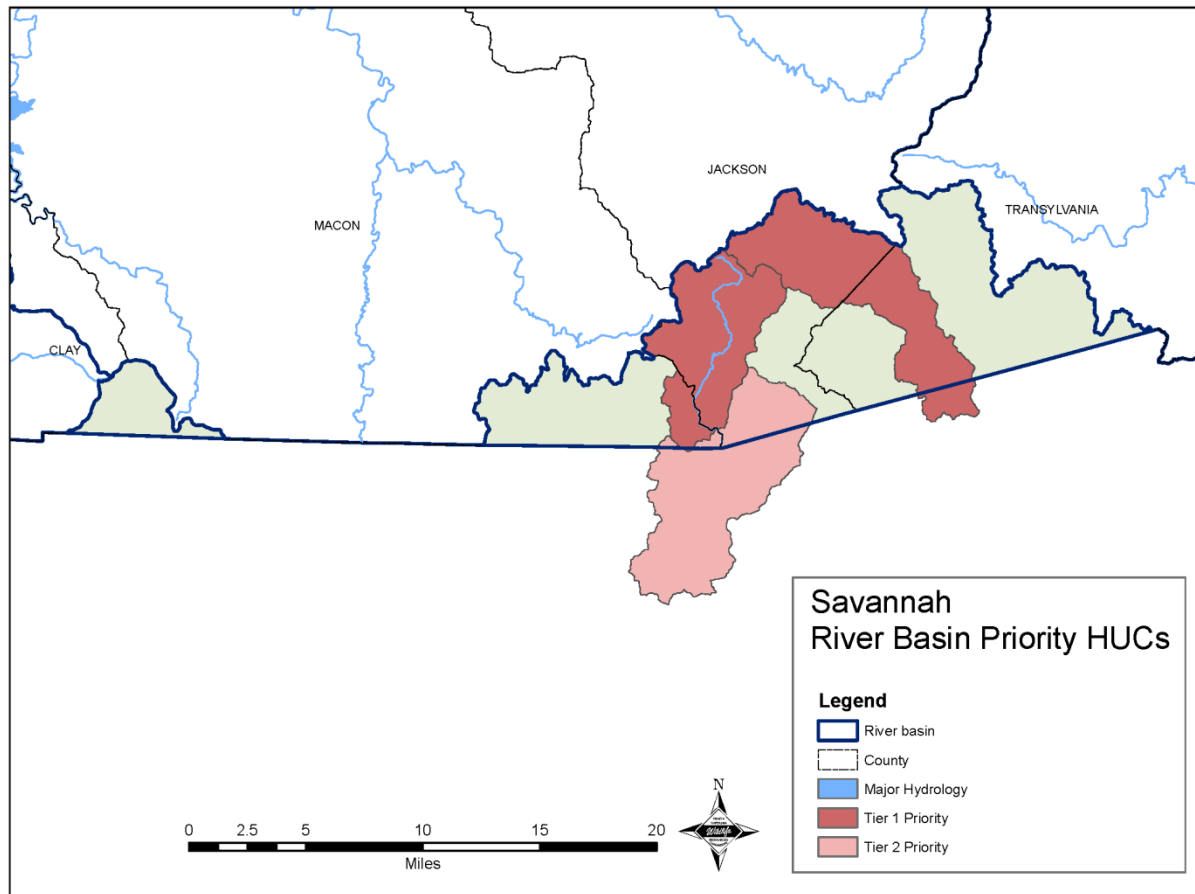 JACKSON
TRANSYLVANIA
MACON
CLAY
Savannah
River Basin Priority HUCs
Legend
River basin
County
Major Hydrology
Tier 1 Priority
Tier 2 Priority
N
Wildlife
0 2.5 5 10 15 20
Miles